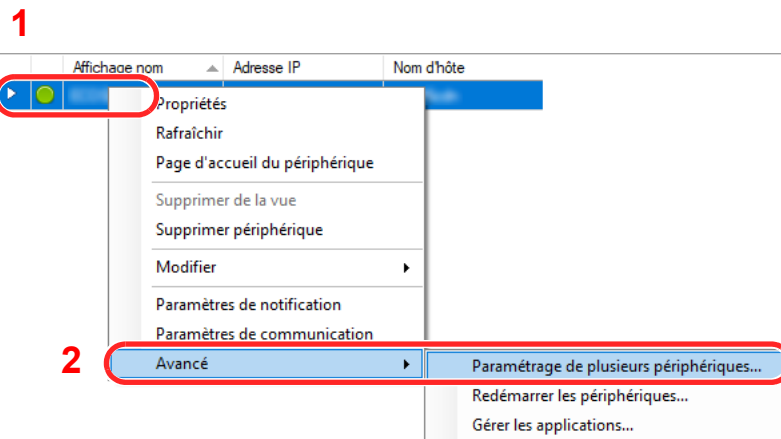 1
Affichage nom Adresse IP Nom d'hôte
Propriétés
Rafraîchir
Page d'accueil du périphérique
Supprimer de la vue
Supprimer périphérique
Modifier
Paramètres de notification
Paramètres de communication
2 Avancé Paramétrage de plusieurs périphériques...
Redémarrer les périphériques...
Gérer les applications...